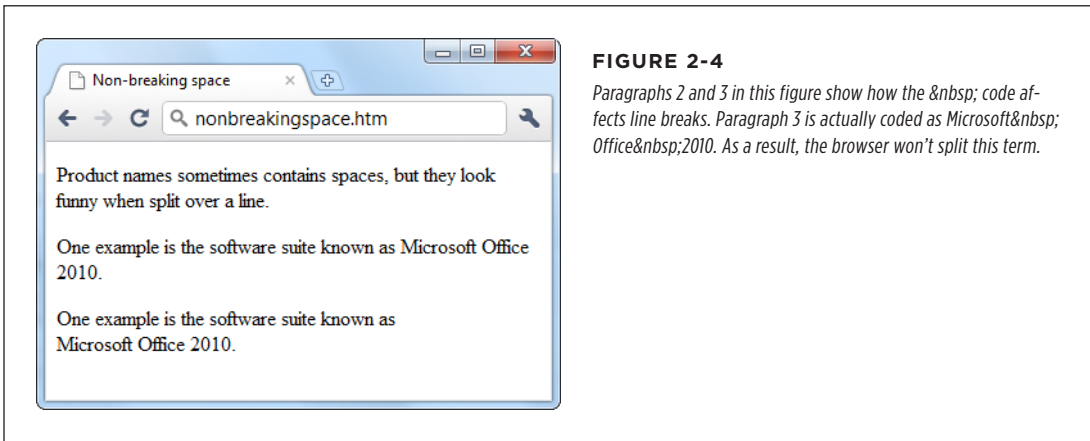 Non-breaking space
nonbreakingspace.htm
Product names sometimes contains spaces, but they look
funny when split over a line.
One example is the software suite known as Microsoft Office
2010.
One example is the software suite known as
Microsoft Office 2010.
FIGURE 2-4
Paragraphs 2 and 3 in this figure show how the &nbsp; code af-
fects line breaks. Paragraph 3 is actually coded as Microsoft&nbsp;
Office&nbsp;2010. As a result, the browser won’t split this term.